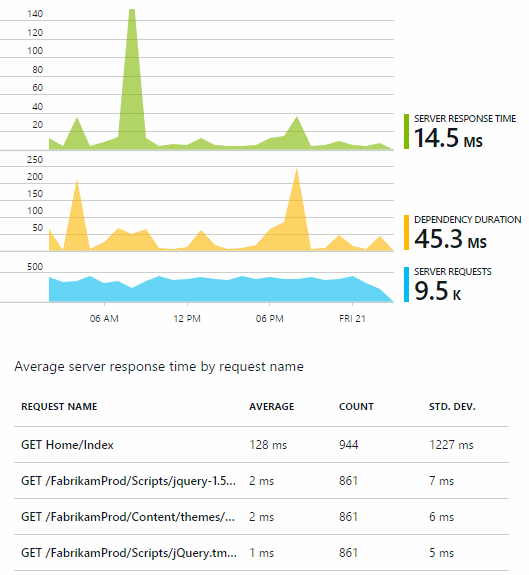 140
120
100
80
60
40
20
SERVER RESPONSE TIME
14.5 MS
250
200
150
100
50
DEPENDENCY DURATION
45.3 MS
500
SERVER REQUESTS
9.5 K
06 AM 12 PM 06 PM FRI 21
Average server response time by request name
REQUEST NAME AVERAGE COUNT STD. DEV.
GET Home/Index 128 ms 944 1227 ms
GET /FabrikamProd/Scripts/jquery-1.5... 2 ms 861 7 ms
GET /FabrikamProd/Content/themes/... 2 ms 861 6 ms
GET /FabrikamProd/Scripts/jQuery.tm... 1 ms 861 5 ms